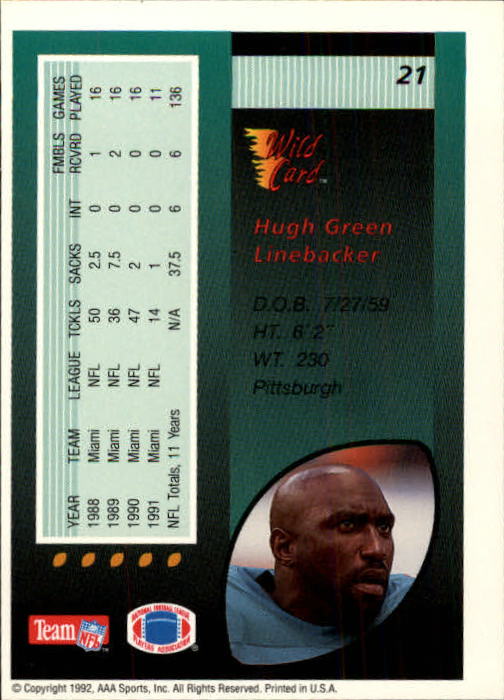 21
Wild
Card™
Hugh Green
Linebacker
D.O.B. 7/27/59
HT. 6'2"
WT. 230
Pittsburgh
YEAR TEAM LEAGUE TCKLS SACKS INT FMBLS RCVRD GAMES PLAYED
1988 Miami NFL 50 2.5 0 1 16
1989 Miami NFL 36 7.5 0 2 16
1990 Miami NFL 47 2 0 0 16
1991 Miami NFL 14 1 0 0 11
NFL Totals, 11 Years N/A 37.5 6 6 136
Team NFL™
NATIONAL FOOTBALL LEAGUE
PLAYERS ASSOCIATION
®
© Copyright 1992, AAA Sports, Inc. All Rights Reserved. Printed in U.S.A.